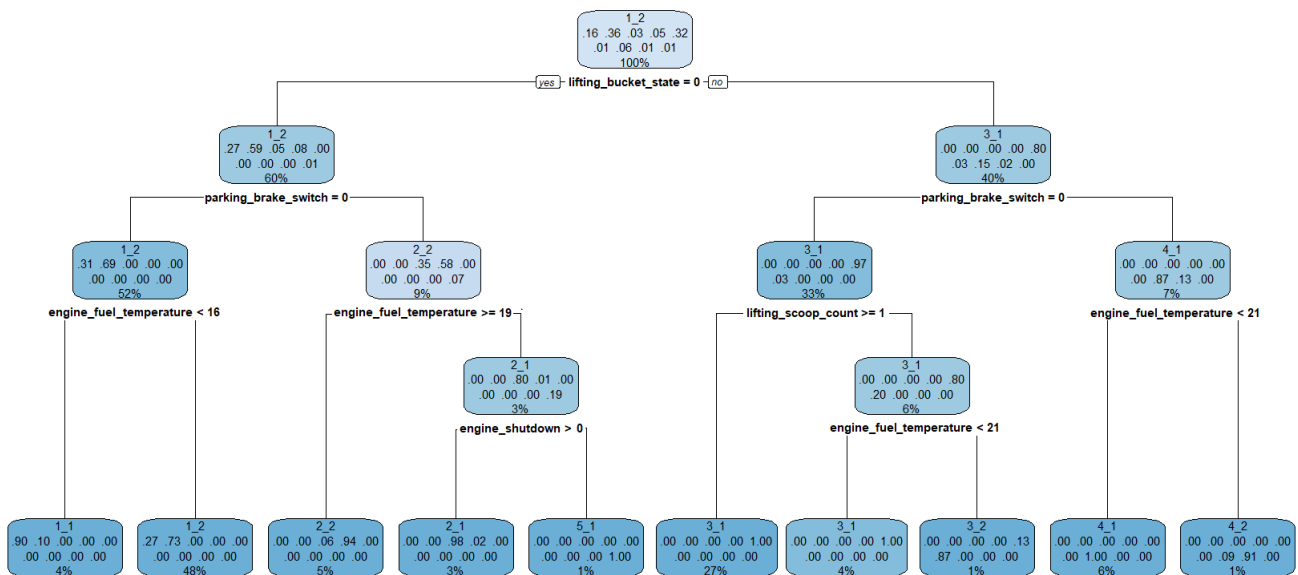 1_2
.16 .36 .03 .05 .32
.01 .06 .01 .01
100%
yes lifting_bucket_state = 0 no
1_2
.27 .59 .05 .08 .00
.00 .00 .00 .01
60%
parking_brake_switch = 0
3_1
.00 .00 .00 .00 .80
.03 .15 .02 .00
40%
parking_brake_switch = 0
1_2
.31 .69 .00 .00 .00
.00 .00 .00 .00
52%
engine_fuel_temperature < 16
2_2
.00 .00 .35 .58 .00
.00 .00 .00 .07
9%
engine_fuel_temperature >= 19
3_1
.00 .00 .00 .00 .97
.03 .00 .00 .00
33%
lifting_scoop_count >= 1
4_1
.00 .00 .00 .00 .00
.00 .87 .13 .00
7%
engine_fuel_temperature < 21
2_1
.00 .00 .80 .01 .00
.00 .00 .00 .19
3%
engine_shutdown > 0
3_1
.00 .00 .00 .00 .80
.20 .00 .00 .00
6%
engine_fuel_temperature < 21
1_1
.90 .10 .00 .00 .00
.00 .00 .00 .00
4%
1_2
.27 .73 .00 .00 .00
.00 .00 .00 .00
48%
2_2
.00 .00 .06 .94 .00
.00 .00 .00 .00
5%
2_1
.00 .00 .98 .02 .00
.00 .00 .00 .00
3%
5_1
.00 .00 .00 .00 .00
.00 .00 .00 1.00
1%
3_1
.00 .00 .00 .00 1.00
.00 .00 .00 .00
27%
3_1
.00 .00 .00 .00 1.00
.00 .00 .00 .00
4%
3_2
.00 .00 .00 .00 .13
.87 .00 .00 .00
1%
4_1
.00 .00 .00 .00 .00
.00 1.00 .00 .00
6%
4_2
.00 .00 .00 .00 .00
.00 .09 .91 .00
1%